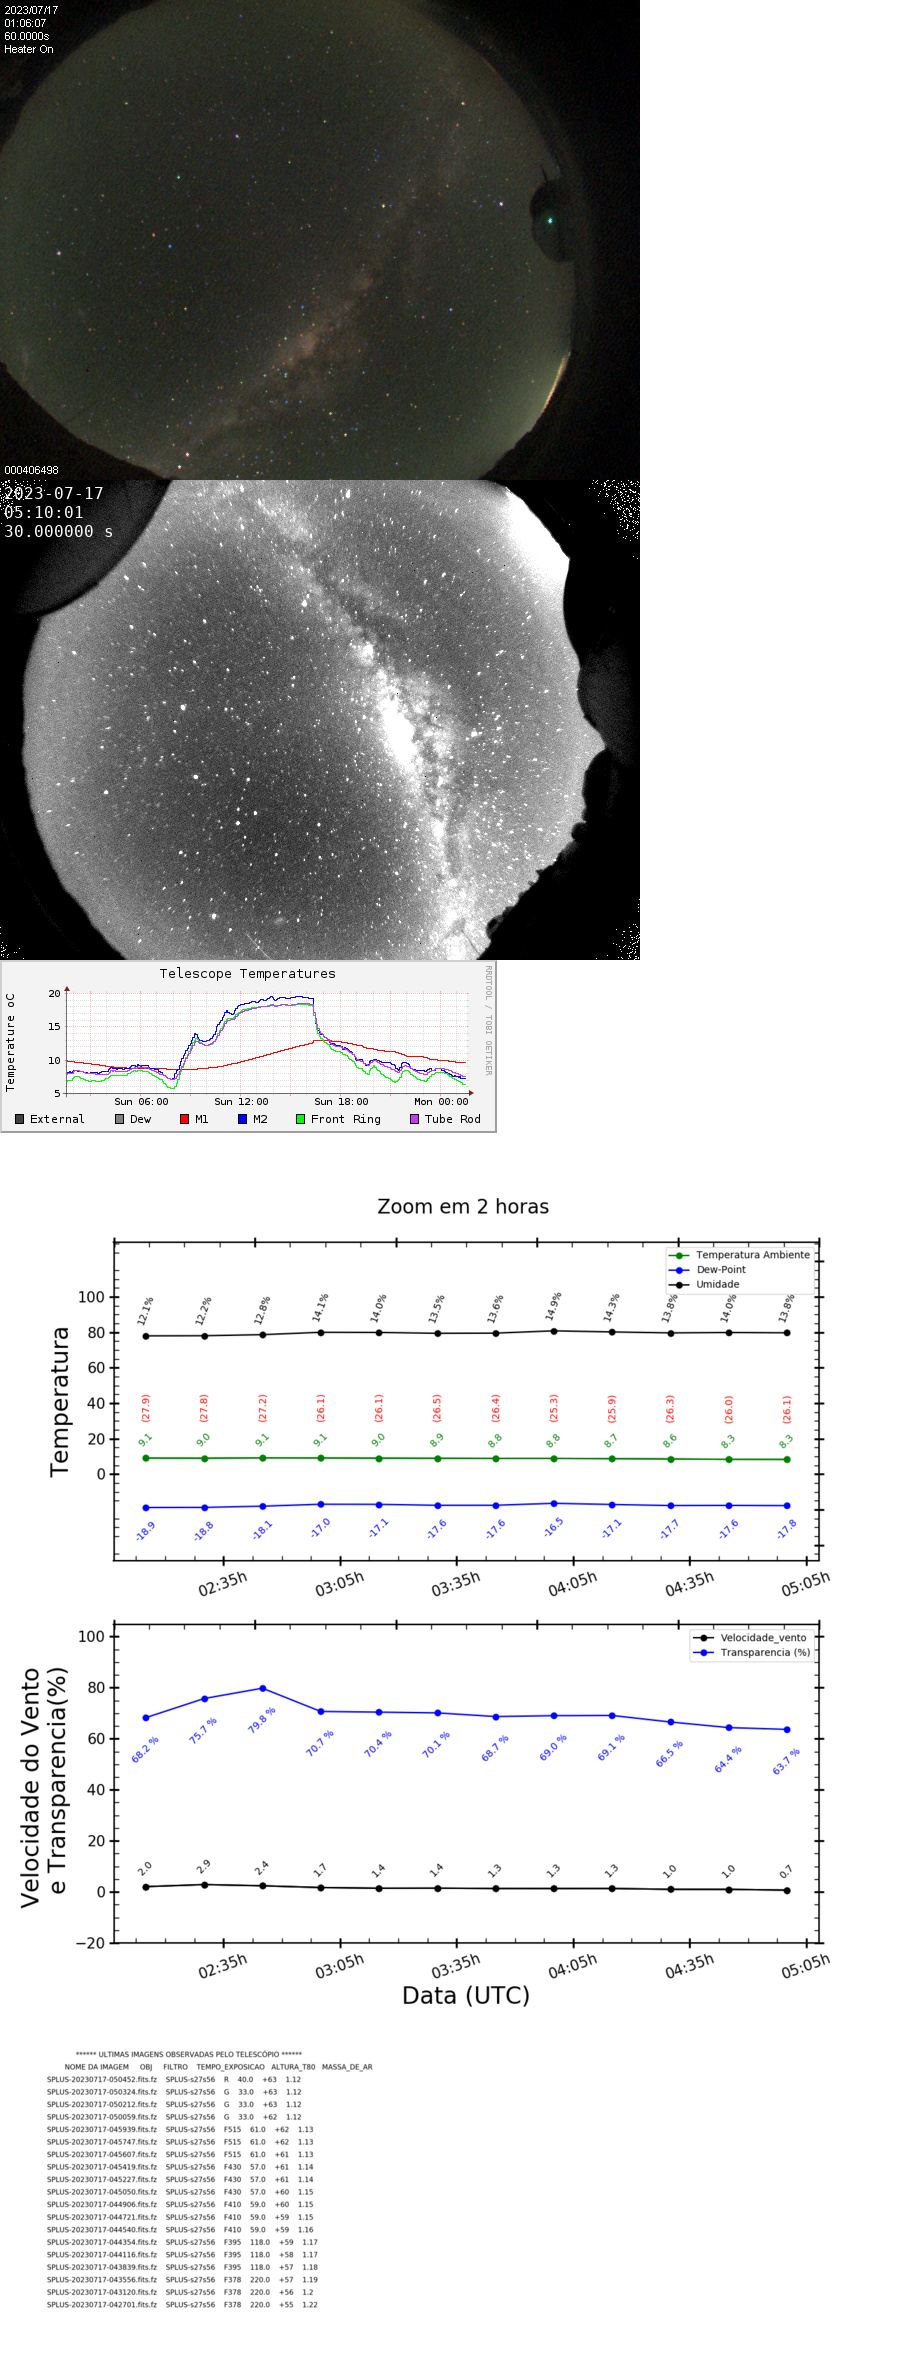 2023/07/17
01:06:07
60.0000s
Heater On
000406498
2023-07-17
05:10:01
30.000000 s
Telescope Temperatures
RRDTOOL / TOBI OETIKER
Temperature oC
20
15
10
5
Sun 06:00 Sun 12:00 Sun 18:00 Mon 00:00
External Dew M1 M2 Front Ring Tube Rod
Zoom em 2 horas
Temperatura Ambiente
Dew-Point
Umidade
Temperatura
100
80
60
40
20
0
12.1% 12.2% 12.8% 14.1% 14.0% 13.5% 13.6% 14.9% 14.3% 13.8% 14.0% 13.8%
(27.9) (27.8) (27.2) (26.1) (26.1) (26.5) (26.4) (25.3) (25.9) (26.3) (26.0) (26.1)
9.1 9.0 9.1 9.1 9.0 8.9 8.8 8.8 8.7 8.6 8.3 8.3
-18.9 -18.8 -18.1 -17.0 -17.1 -17.6 -17.6 -16.5 -17.1 -17.7 -17.6 -17.8
02:35h 03:05h 03:35h 04:05h 04:35h 05:05h
Velocidade_vento
Transparencia (%)
Velocidade do Vento
e Transparencia(%)
100
80
60
40
20
0
−20
68.2 % 75.7 % 79.8 % 70.7 % 70.4 % 70.1 % 68.7 % 69.0 % 69.1 % 66.5 % 64.4 % 63.7 %
2.0 2.9 2.4 1.7 1.4 1.4 1.3 1.3 1.3 1.0 1.0 0.7
02:35h 03:05h 03:35h 04:05h 04:35h 05:05h
Data (UTC)
****** ULTIMAS IMAGENS OBSERVADAS PELO TELESCÓPIO ******
NOME DA IMAGEM OBJ FILTRO TEMPO_EXPOSICAO ALTURA_T80 MASSA_DE_AR
SPLUS-20230717-050452.fits.fz SPLUS-s27s56 R 40.0 +63 1.12
SPLUS-20230717-050324.fits.fz SPLUS-s27s56 G 33.0 +63 1.12
SPLUS-20230717-050212.fits.fz SPLUS-s27s56 G 33.0 +63 1.12
SPLUS-20230717-050059.fits.fz SPLUS-s27s56 G 33.0 +62 1.12
SPLUS-20230717-045939.fits.fz SPLUS-s27s56 F515 61.0 +62 1.13
SPLUS-20230717-045747.fits.fz SPLUS-s27s56 F515 61.0 +62 1.13
SPLUS-20230717-045607.fits.fz SPLUS-s27s56 F515 61.0 +61 1.13
SPLUS-20230717-045419.fits.fz SPLUS-s27s56 F430 57.0 +61 1.14
SPLUS-20230717-045227.fits.fz SPLUS-s27s56 F430 57.0 +61 1.14
SPLUS-20230717-045050.fits.fz SPLUS-s27s56 F430 57.0 +60 1.15
SPLUS-20230717-044906.fits.fz SPLUS-s27s56 F410 59.0 +60 1.15
SPLUS-20230717-044721.fits.fz SPLUS-s27s56 F410 59.0 +59 1.15
SPLUS-20230717-044540.fits.fz SPLUS-s27s56 F410 59.0 +59 1.16
SPLUS-20230717-044354.fits.fz SPLUS-s27s56 F395 118.0 +59 1.17
SPLUS-20230717-044116.fits.fz SPLUS-s27s56 F395 118.0 +58 1.17
SPLUS-20230717-043839.fits.fz SPLUS-s27s56 F395 118.0 +57 1.18
SPLUS-20230717-043556.fits.fz SPLUS-s27s56 F378 220.0 +57 1.19
SPLUS-20230717-043120.fits.fz SPLUS-s27s56 F378 220.0 +56 1.2
SPLUS-20230717-042701.fits.fz SPLUS-s27s56 F378 220.0 +55 1.22